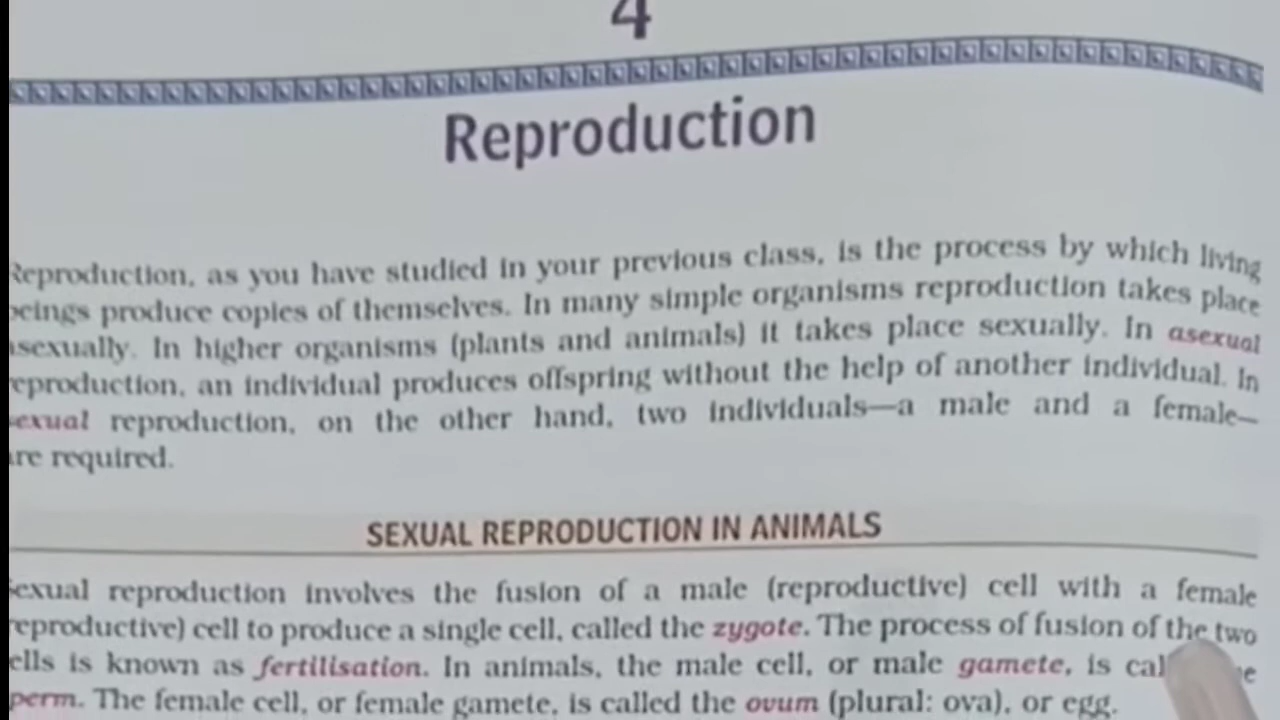 4
Reproduction
Reproduction, as you have studied in your previous class, is the process by which living
beings produce copies of themselves. In many simple organisms reproduction takes place
asexually. In higher organisms (plants and animals) it takes place sexually. In asexual
reproduction, an individual produces offspring without the help of another individual. In
sexual reproduction, on the other hand, two individuals—a male and a female—
are required.
SEXUAL REPRODUCTION IN ANIMALS
Sexual reproduction involves the fusion of a male (reproductive) cell with a female
(reproductive) cell to produce a single cell, called the zygote. The process of fusion of the two
cells is known as fertilisation. In animals, the male cell, or male gamete, is
sperm. The female cell, or female gamete, is called the ovum (plural: ova), or egg.